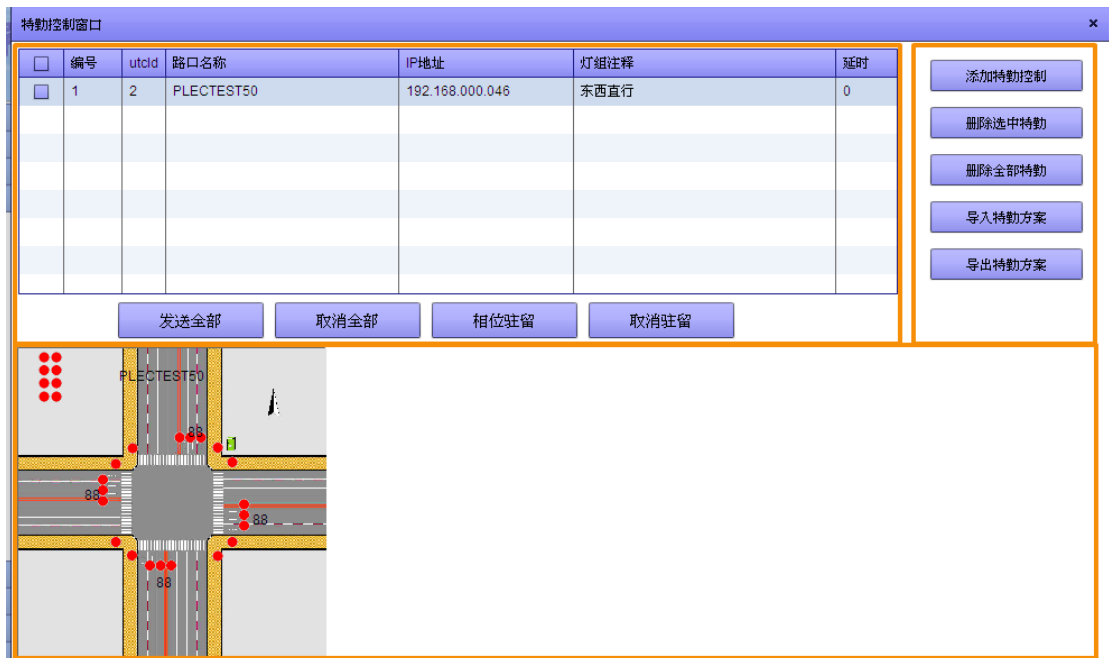 特勤控制窗口 ×
编号 utcId 路口名称 IP地址 灯组注释 延时
1 2 PLECTEST50 192.168.000.046 东西直行 0
发送全部 取消全部 相位驻留 取消驻留
添加特勤控制
删除选中特勤
删除全部特勤
导入特勤方案
导出特勤方案
PLECTEST50
88
88
88
88